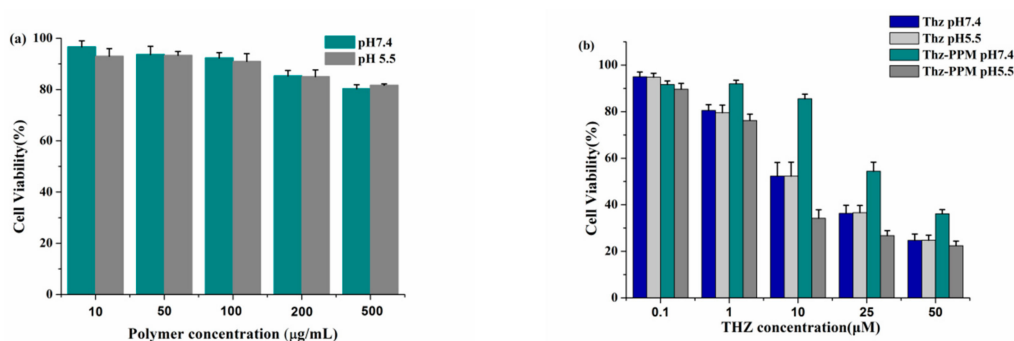 (a)
pH7.4
pH 5.5
100
80
60
40
20
0
Cell Viability(%)
10 50 100 200 500
Polymer concentration (µg/mL)
(b)
Thz pH7.4
Thz pH5.5
Thz-PPM pH7.4
Thz-PPM pH5.5
100
80
60
40
20
0
Cell Viability(%)
0.1 1 10 25 50
THZ concentration(µM)